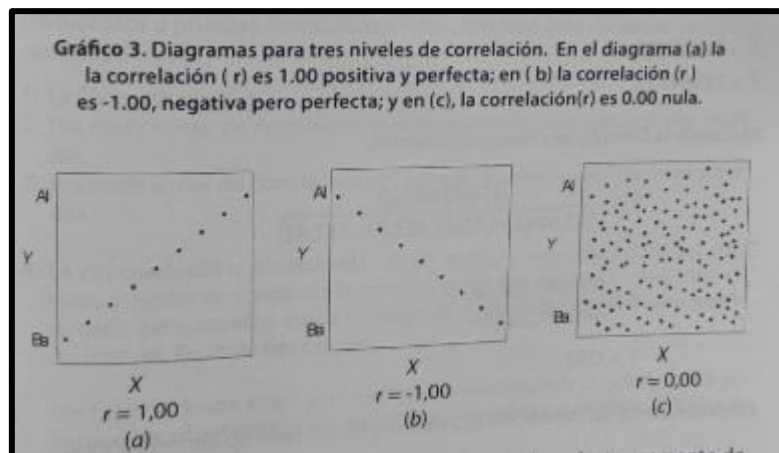 Gráfico 3. Diagramas para tres niveles de correlación. En el diagrama (a) la
la correlación ( r) es 1.00 positiva y perfecta; en ( b) la correlación (r )
es -1.00, negativa pero perfecta; y en (c), la correlación(r) es 0.00 nula.
Al
Y
Ba
X
r = 1,00
(a)
Al
Y
Ba
X
r = -1,00
(b)
Al
Y
Ba
X
r = 0,00
(c)